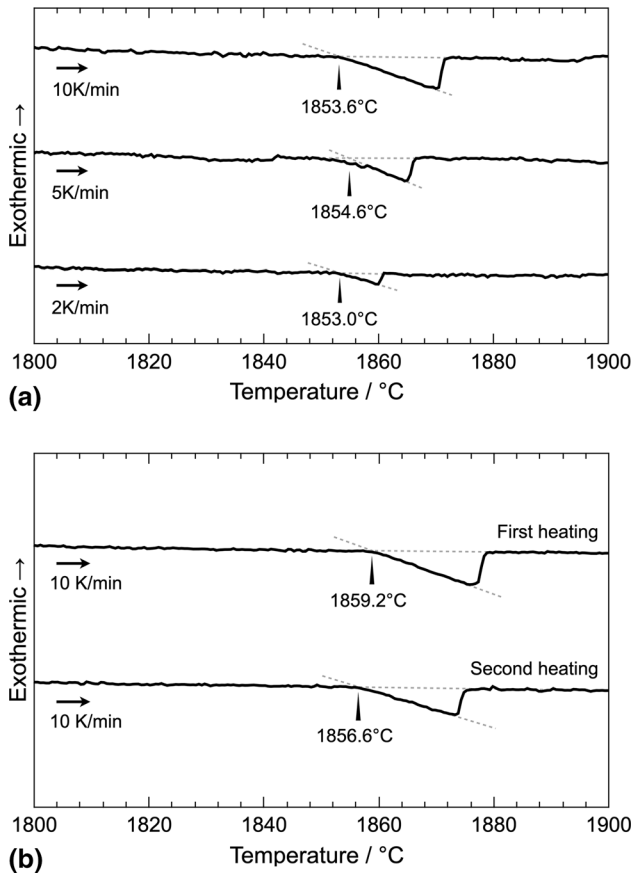 Exothermic →
10K/min
1853.6°C
5K/min
1854.6°C
2K/min
1853.0°C
1800 1820 1840 1860 1880 1900
Temperature / °C
(a)
Exothermic →
First heating
10 K/min
1859.2°C
Second heating
10 K/min
1856.6°C
1800 1820 1840 1860 1880 1900
Temperature / °C
(b)